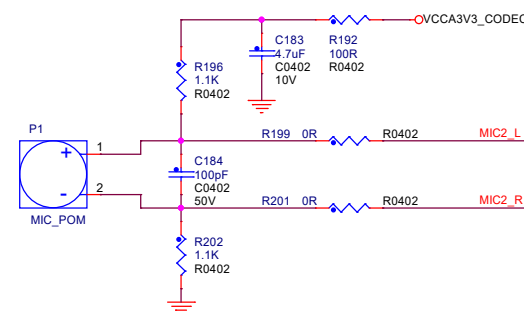 VCCA3V3_CODEC
C183
4.7uF
C0402
10V
R192
100R
R0402
R196
1.1K
R0402
P1
1
2
+
-
MIC_POM
R199 0R
R0402
MIC2_L
C184
100pF
C0402
50V
R201 0R
R0402
MIC2_R
R202
1.1K
R0402